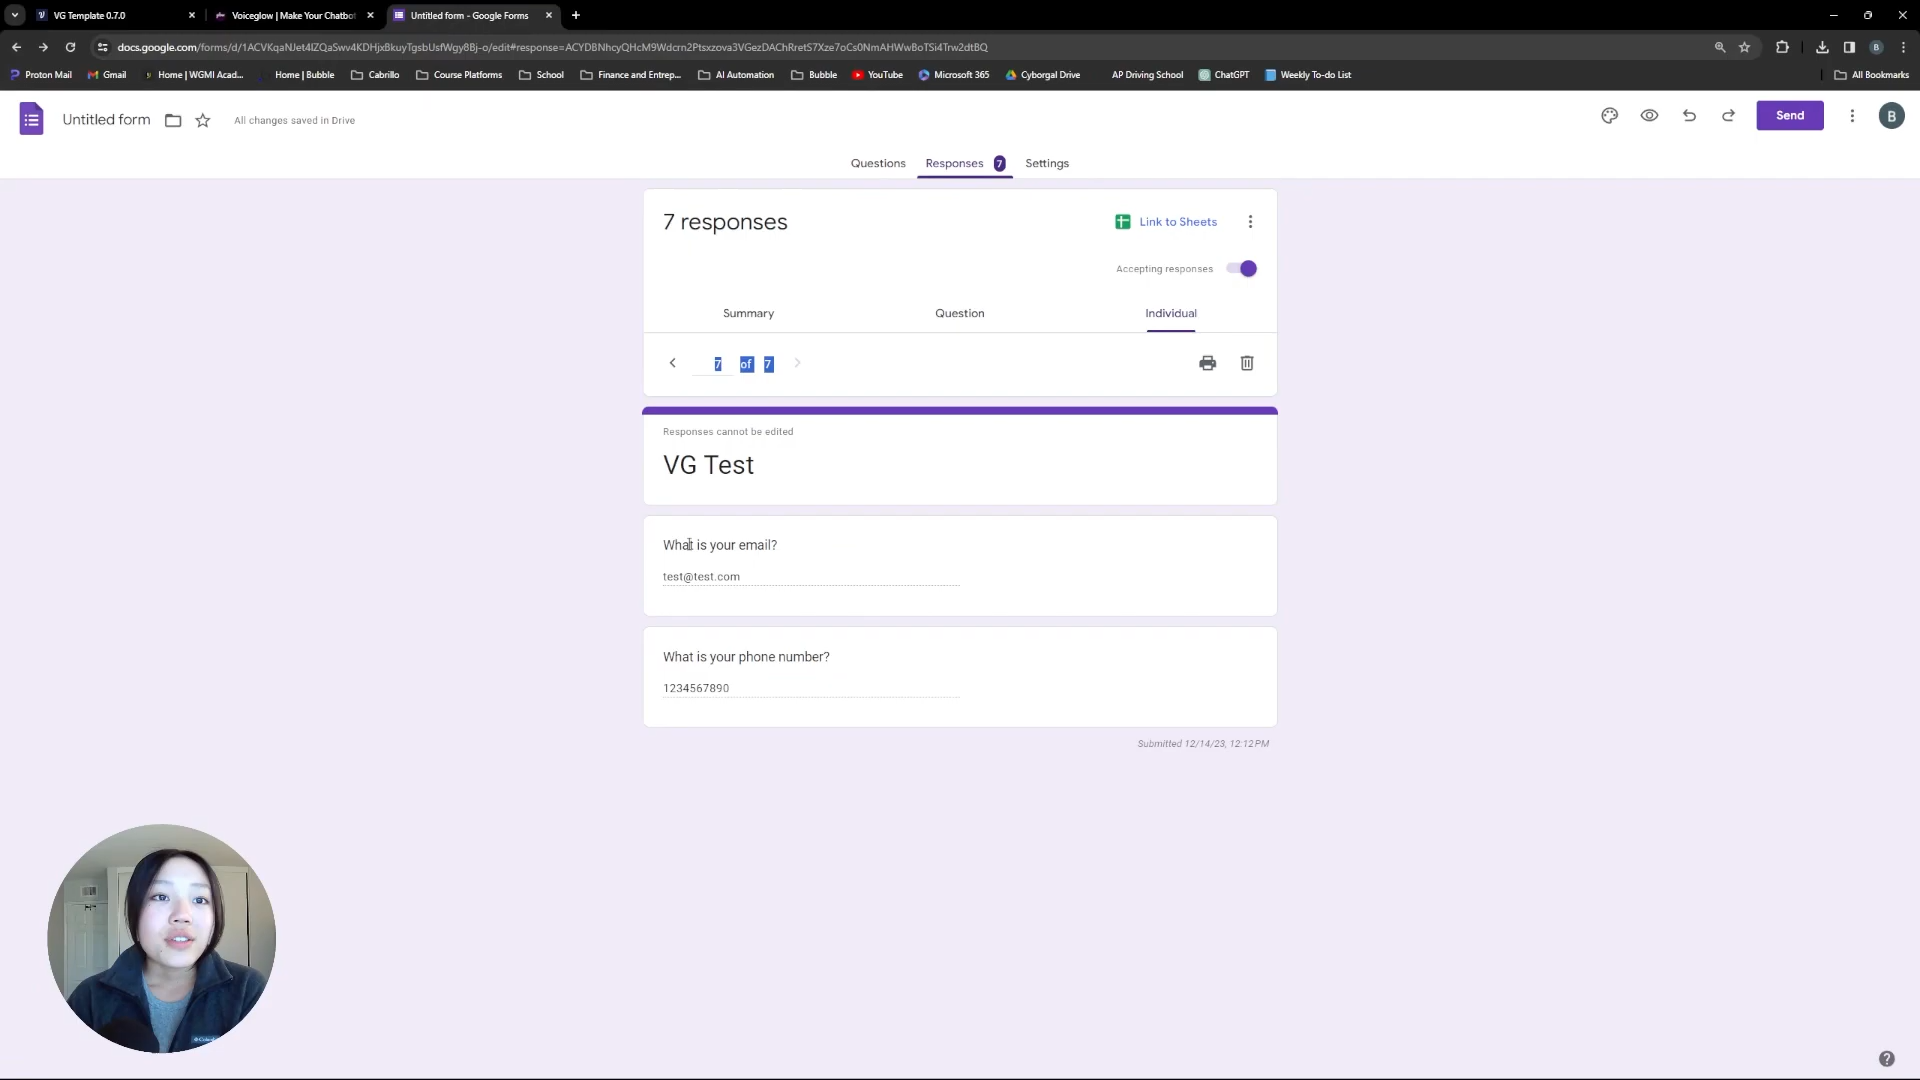 VG Template 0.7.0
Voiceglow | Make Your Chatbot
Untitled form - Google Forms
docs.google.com/forms/d/1ACVKqaNJet4lZQaSwv4KDHjxBkuyTgsbUsfWgy8Bj-o/edit#response=ACYDBNhcyQHcM9Wdcrn2Ptsxzova3VGezDAChRretS7Xze7oCs0NmAHWwBoTSi4Trw2dtBQ
B
Proton Mail
Gmail
Home | WGMI Acad...
Home | Bubble
Cabrillo
Course Platforms
School
Finance and Entrep...
AI Automation
Bubble
YouTube
Microsoft 365
Cyborgal Drive
AP Driving School
ChatGPT
Weekly To-do List
All Bookmarks
Untitled form
All changes saved in Drive
Send
B
Questions
Responses 7
Settings
7 responses
Link to Sheets
Accepting responses
Summary
Question
Individual
7 of 7
Responses cannot be edited
VG Test
What is your email?
test@test.com
What is your phone number?
1234567890
Submitted 12/14/23, 12:12 PM